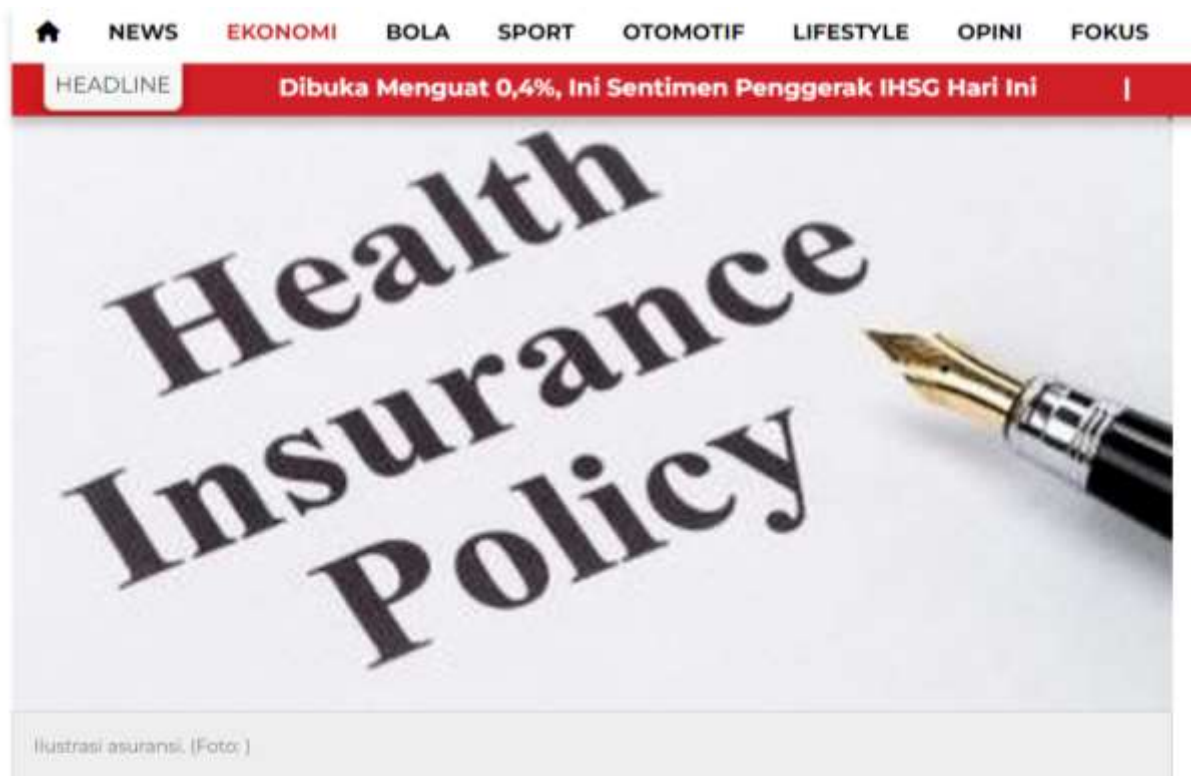 NEWS EKONOMI BOLA SPORT OTOMOTIF LIFESTYLE OPINI FOKUS
HEADLINE Dibuka Menguat 0,4%, Ini Sentimen Penggerak IHSG Hari Ini |
Health
Insurance
Policy
Ilustrasi asuransi. (Foto: )